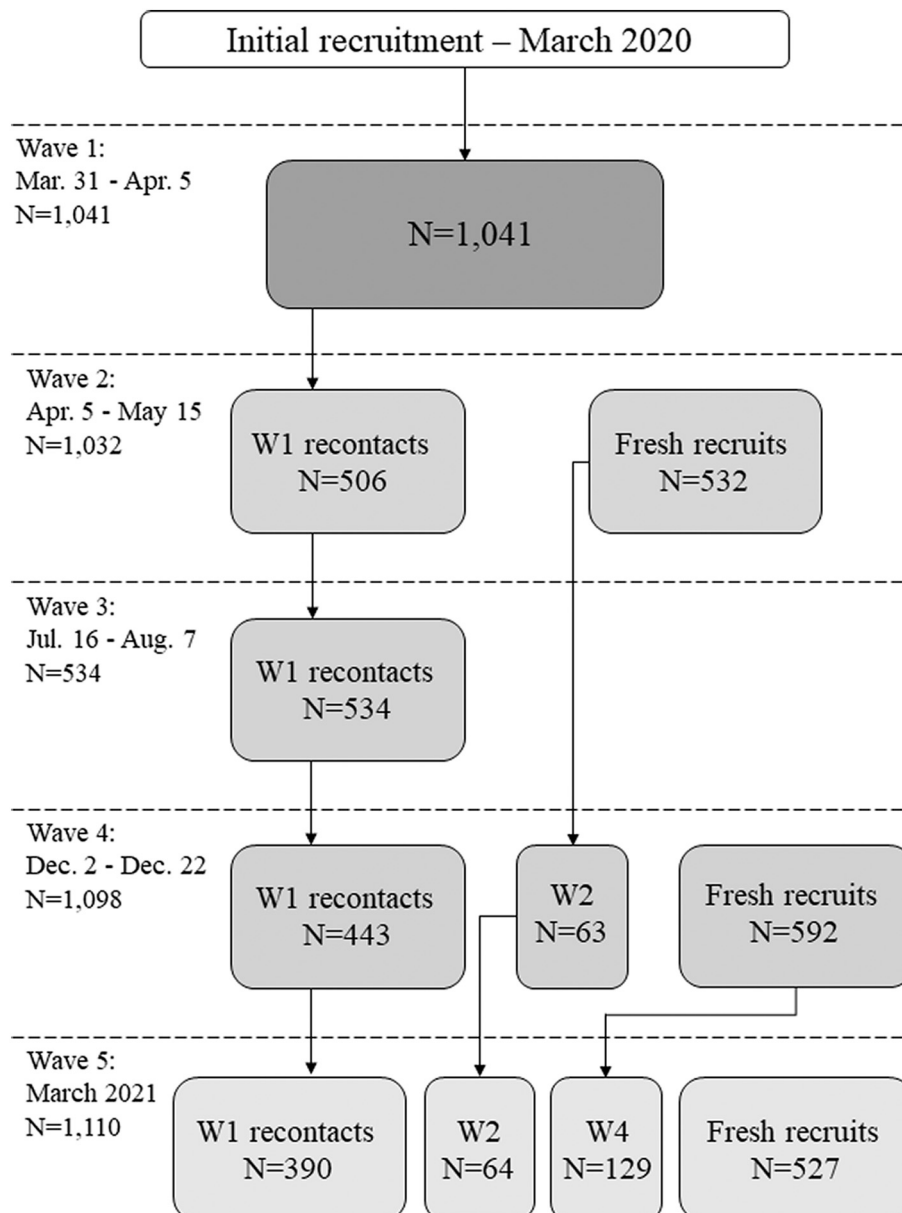 Initial recruitment – March 2020
Wave 1:
Mar. 31 - Apr. 5
N=1,041
N=1,041
Wave 2:
Apr. 5 - May 15
N=1,032
W1 recontacts
N=506
Fresh recruits
N=532
Wave 3:
Jul. 16 - Aug. 7
N=534
W1 recontacts
N=534
Wave 4:
Dec. 2 - Dec. 22
N=1,098
W1 recontacts
N=443
W2
N=63
Fresh recruits
N=592
Wave 5:
March 2021
N=1,110
W1 recontacts
N=390
W2
N=64
W4
N=129
Fresh recruits
N=527